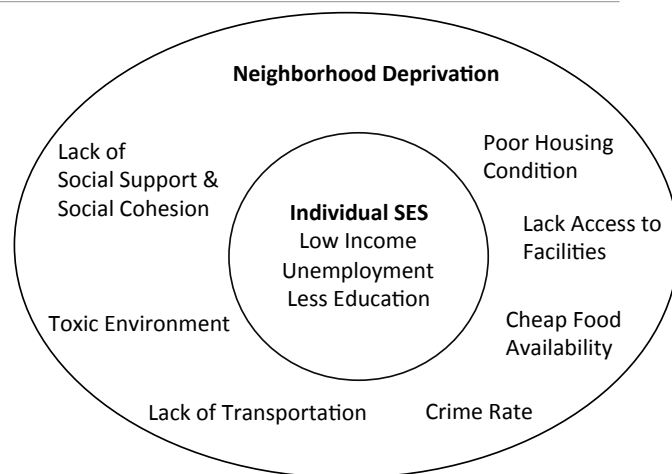 Neighborhood Deprivation
Lack of
Social Support &
Social Cohesion
Poor Housing
Condition
Individual SES
Low Income
Unemployment
Less Education
Lack Access to
Facilities
Toxic Environment
Cheap Food
Availability
Lack of Transportation
Crime Rate